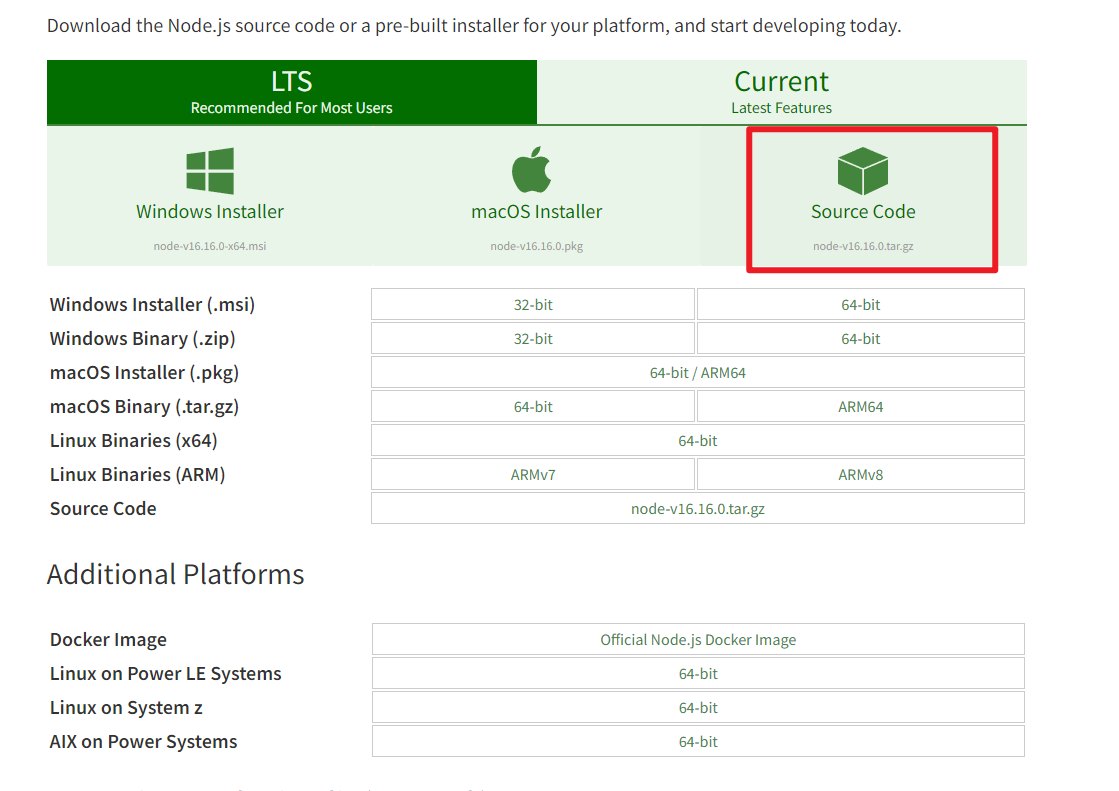 Download the Node.js source code or a pre-built installer for your platform, and start developing today.
LTS
Recommended For Most Users
Current
Latest Features
Windows Installer
node-v16.16.0-x64.msi
macOS Installer
node-v16.16.0.pkg
Source Code
node-v16.16.0.tar.gz
Windows Installer (.msi) 32-bit 64-bit
Windows Binary (.zip) 32-bit 64-bit
macOS Installer (.pkg) 64-bit / ARM64
macOS Binary (.tar.gz) 64-bit ARM64
Linux Binaries (x64) 64-bit
Linux Binaries (ARM) ARMv7 ARMv8
Source Code node-v16.16.0.tar.gz
Additional Platforms
Docker Image Official Node.js Docker Image
Linux on Power LE Systems 64-bit
Linux on System z 64-bit
AIX on Power Systems 64-bit